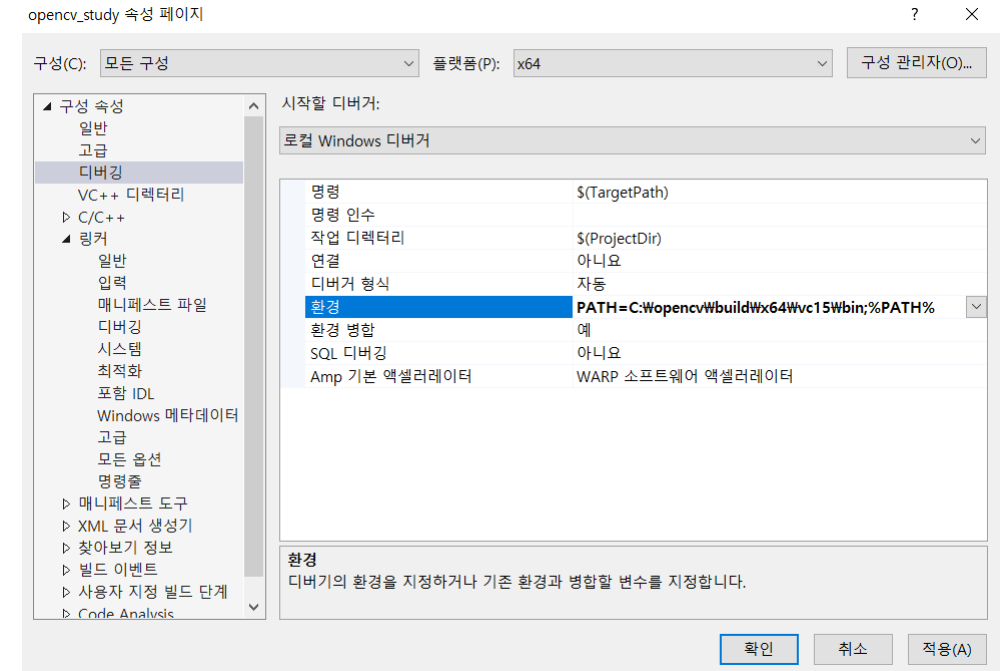 opencv_study 속성 페이지
?
구성(C): 모든 구성 플랫폼(P): x64 구성 관리자(O)...
구성 속성
일반
고급
디버깅
VC++ 디렉터리
C/C++
링커
일반
입력
매니페스트 파일
디버깅
시스템
최적화
포함 IDL
Windows 메타데이터
고급
모든 옵션
명령줄
매니페스트 도구
XML 문서 생성기
찾아보기 정보
빌드 이벤트
사용자 지정 빌드 단계
Code Analysis
시작할 디버거:
로컬 Windows 디버거
명령 $(TargetPath)
명령 인수
작업 디렉터리 $(ProjectDir)
연결 아니요
디버거 형식 자동
환경 PATH=C:₩opencv₩build₩x64₩vc15₩bin;%PATH%
환경 병합 예
SQL 디버깅 아니요
Amp 기본 액셀러레이터 WARP 소프트웨어 액셀러레이터
환경
디버기의 환경을 지정하거나 기존 환경과 병합할 변수를 지정합니다.
확인 취소 적용(A)